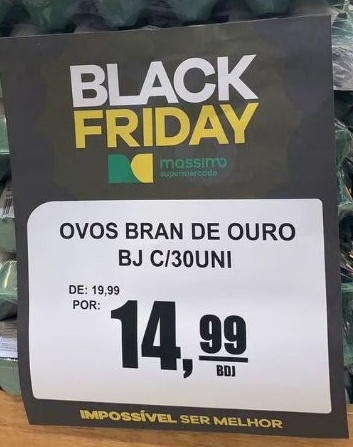 BLACK
FRIDAY
massimo
supermercado
OVOS BRAN DE OURO
BJ C/30UNI
DE: 19,99
POR:
14,99
BDJ
IMPOSSÍVEL SER MELHOR